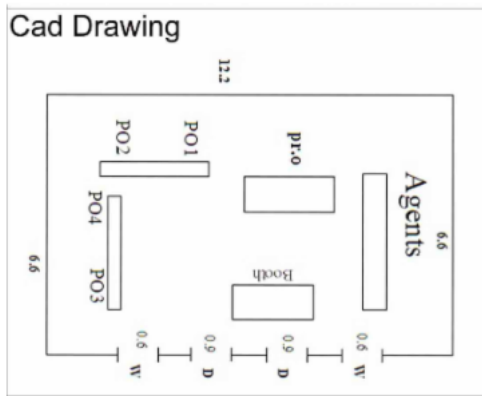 Cad Drawing
12.2
PO2
PO1
pr.o
Agents
PO4
PO3
6.6
6.6
Booth
0.6
0.9
0.9
0.6
W
D
D
W